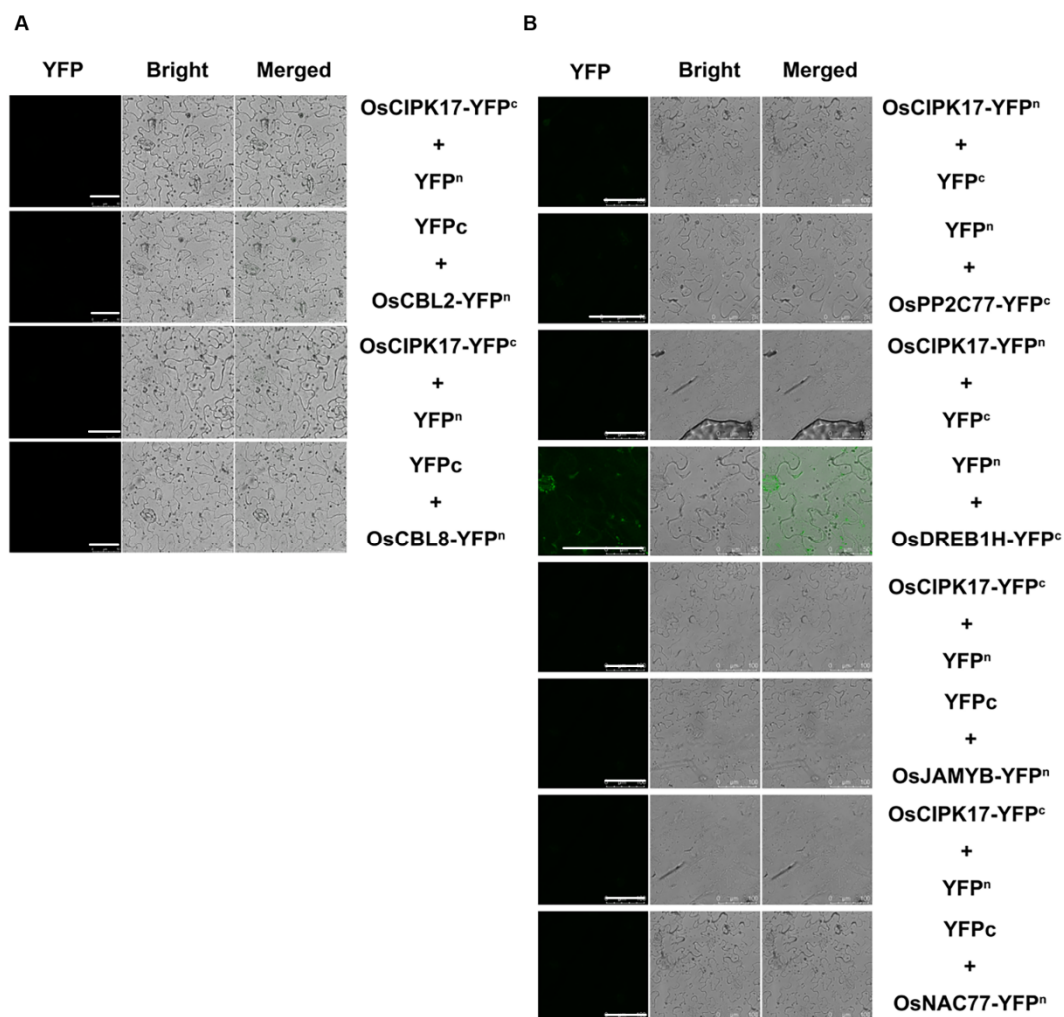 A
B
YFP Bright Merged
YFP Bright Merged
OsCIPK17-YFPᶜ
+
YFPⁿ
YFPc
+
OsCBL2-YFPⁿ
OsCIPK17-YFPᶜ
+
YFPⁿ
YFPc
+
OsCBL8-YFPⁿ
OsCIPK17-YFPⁿ
+
YFPᶜ
YFPⁿ
+
OsPP2C77-YFPᶜ
OsCIPK17-YFPⁿ
+
YFPᶜ
YFPⁿ
+
OsDREB1H-YFPᶜ
OsCIPK17-YFPᶜ
+
YFPⁿ
YFPc
+
OsJAMYB-YFPⁿ
OsCIPK17-YFPᶜ
+
YFPⁿ
YFPc
+
OsNAC77-YFPⁿ